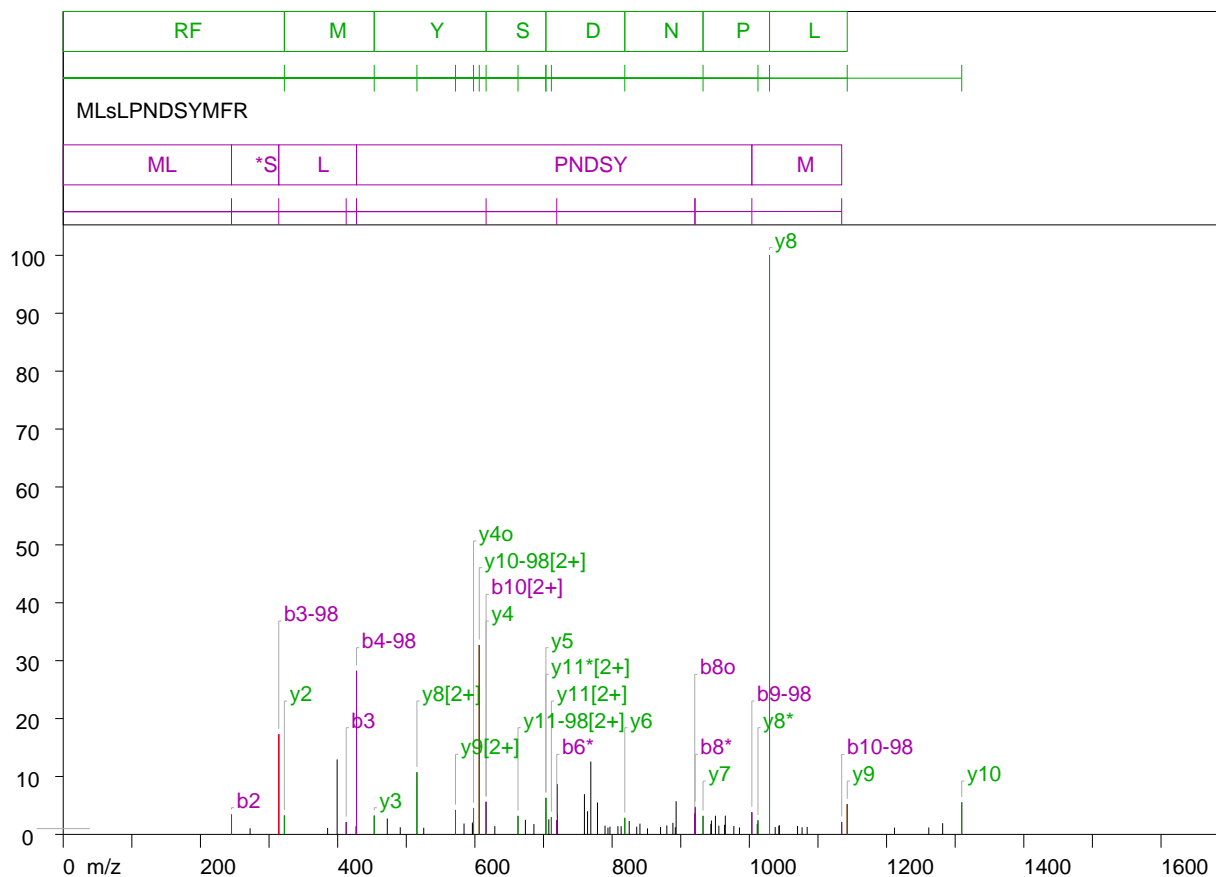 RF M Y S D N P L
MLsLPNDSYMFR
ML *S L PNDSY M
100
y8
90
80
70
60
50
y4o
y10-98[2+]
b10[2+]
40
b3-98
y4
b4-98
y5
30
b8o
y11*[2+]
y2
y8[2+]
y11[2+]
b9-98
20
b3
y11-98[2+]
y6
y8*
y9[2+]
b6*
b8*
b10-98
10
y7
y9
y10
b2
y3
0
0 m/z 200 400 600 800 1000 1200 1400 1600